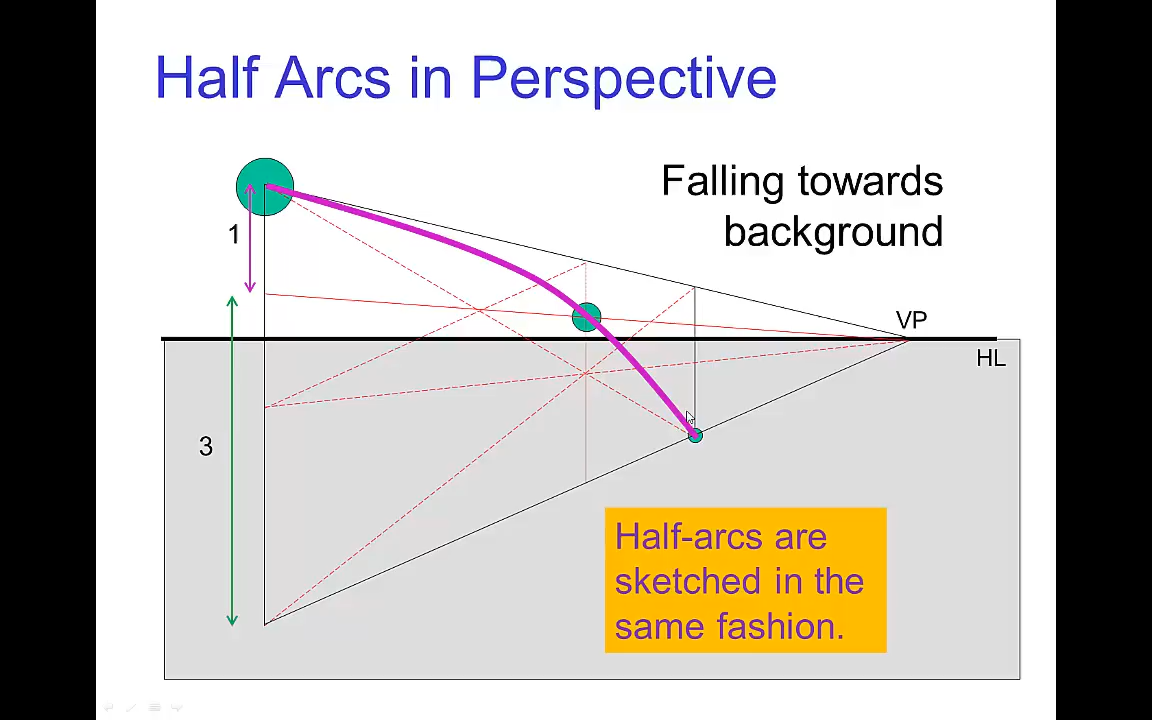 Half Arcs in Perspective
Falling towards
background
1
VP
HL
3
Half-arcs are
sketched in the
same fashion.